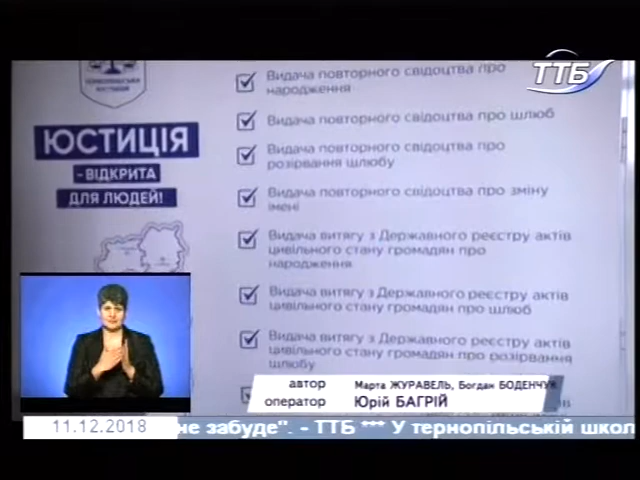 ТТБ
ТЕРНОПІЛЬСЬКА
ЮСТИЦІЯ
ЮСТИЦІЯ
- ВІДКРИТА
ДЛЯ ЛЮДЕЙ!
Видача повторного свідоцтва про
народження
Видача повторного свідоцтва про шлюб
Видача повторного свідоцтва про
розірвання шлюбу
Видача повторного свідоцтва про зміну
імені
Видача витягу з Державного реєстру актів
цивільного стану громадян про
народження
Видача витягу з Державного реєстру актів
цивільного стану громадян про шлюб
Видача витягу з Державного реєстру актів
цивільного стану громадян про розірвання
шлюбу
автор Марта ЖУРАВЕЛЬ, Богдан БОДЕНЧУК
оператор Юрій БАГРІЙ
11.12.2018 не забуде". - ТТБ *** У тернопільській школ